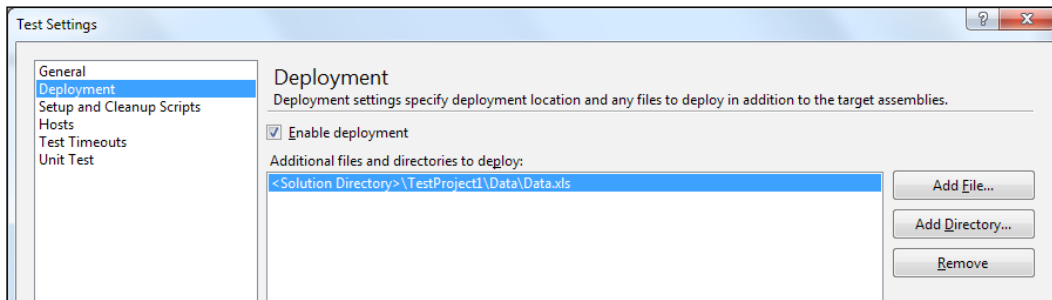 Test Settings
General
Deployment
Setup and Cleanup Scripts
Hosts
Test Timeouts
Unit Test
Deployment
Deployment settings specify deployment location and any files to deploy in addition to the target assemblies.
Enable deployment
Additional files and directories to deploy:
<Solution Directory>\TestProject1\Data\Data.xls
Add File...
Add Directory...
Remove